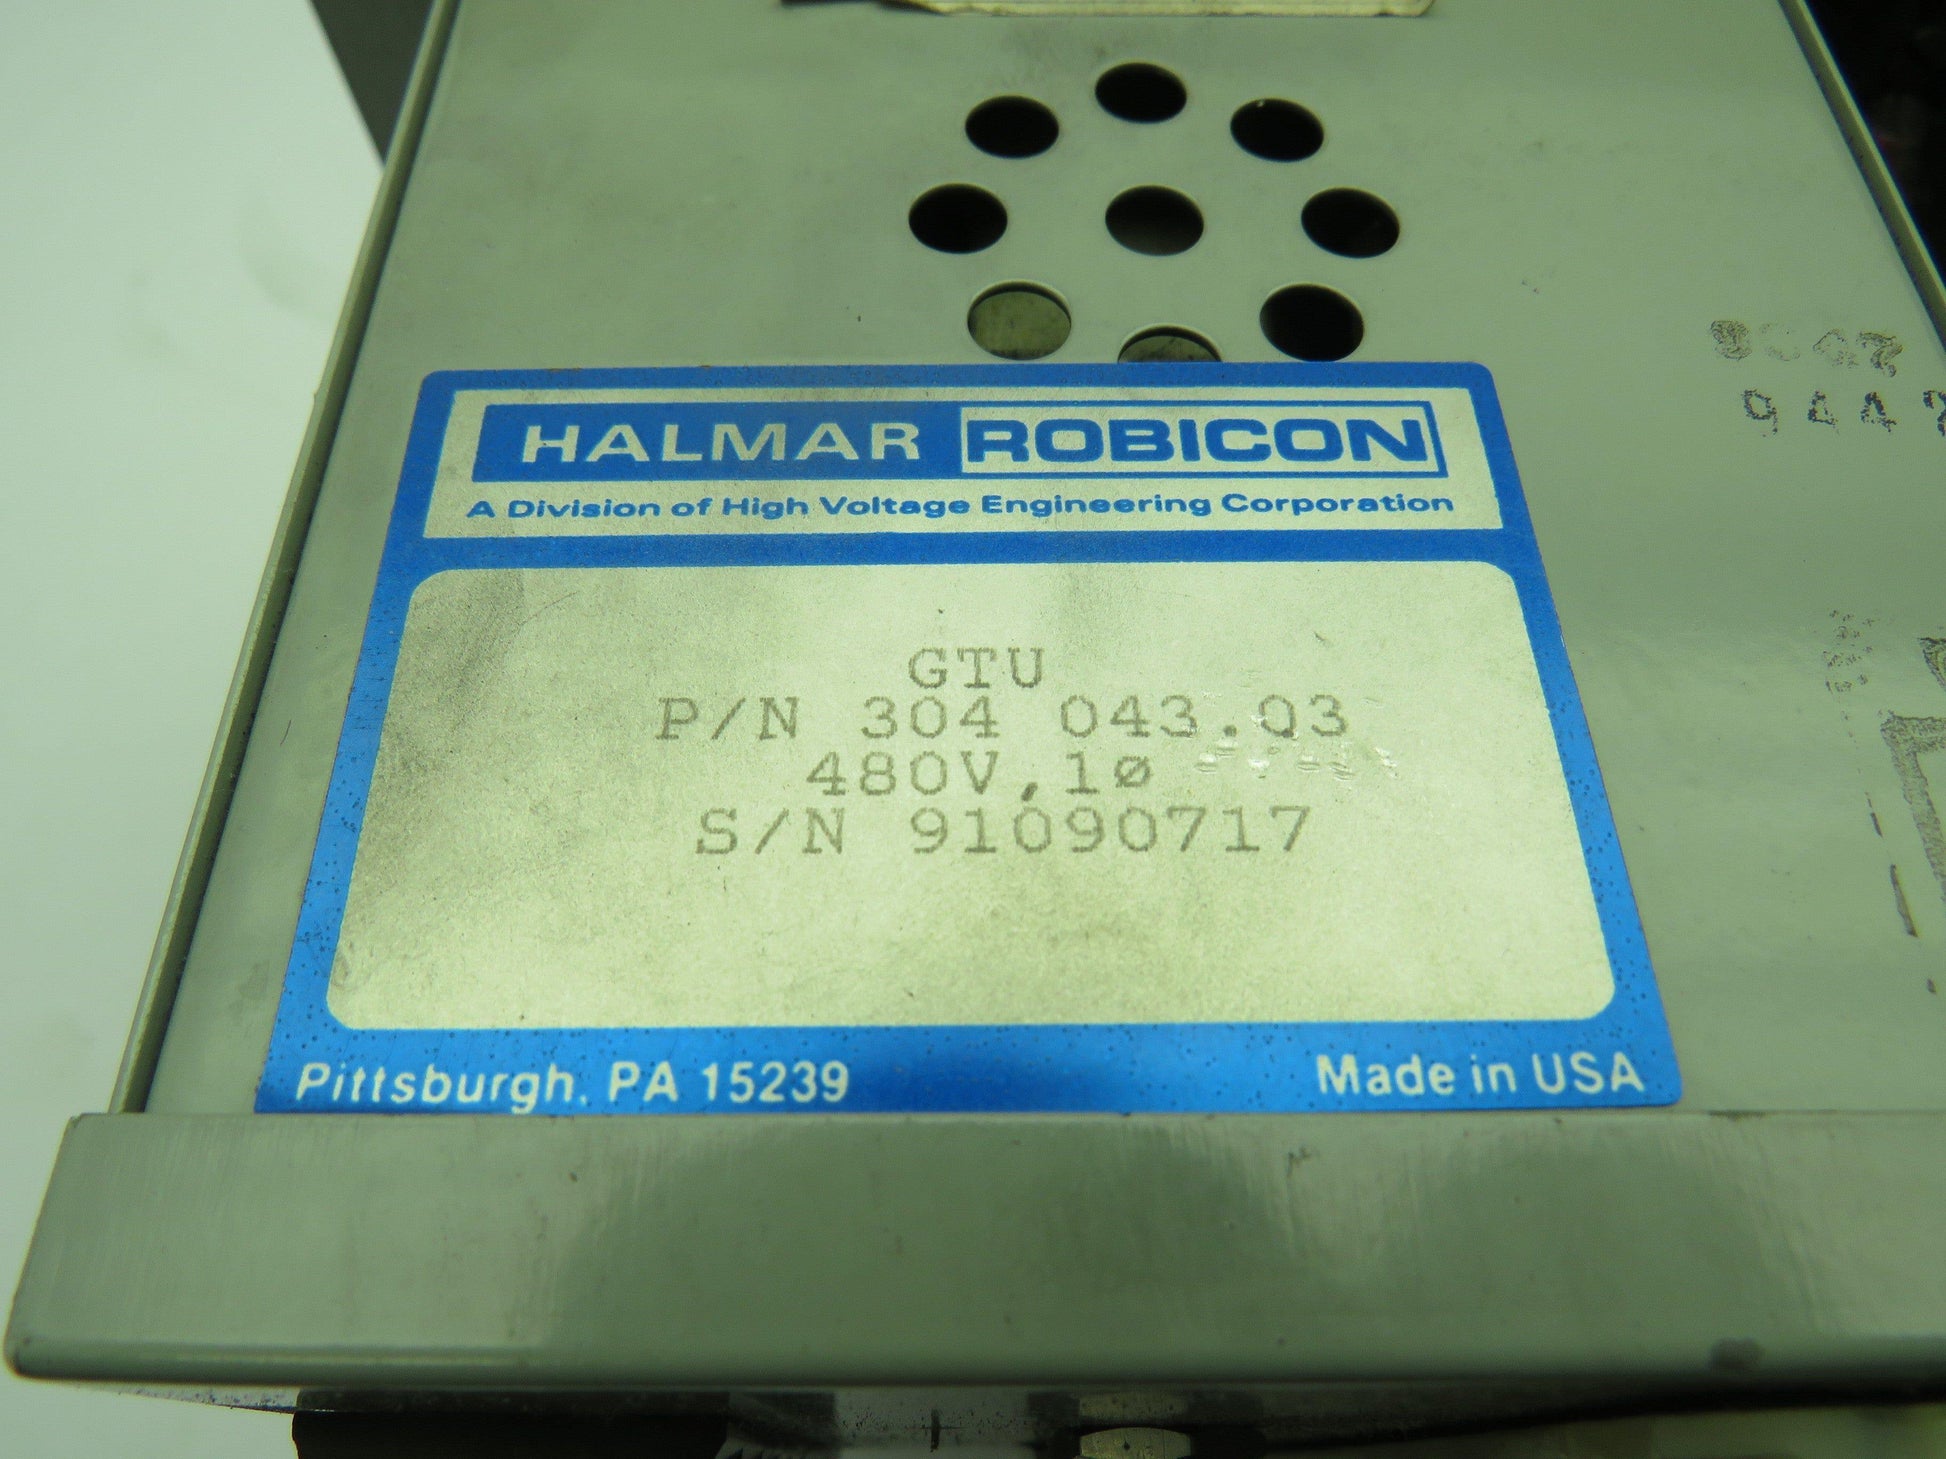 HALMAR ROBICON
A Division of High Voltage Engineering Corporation
GTU
P/N 304 043.03
480V,1ø
S/N 91090717
Pittsburgh, PA 15239
Made in USA